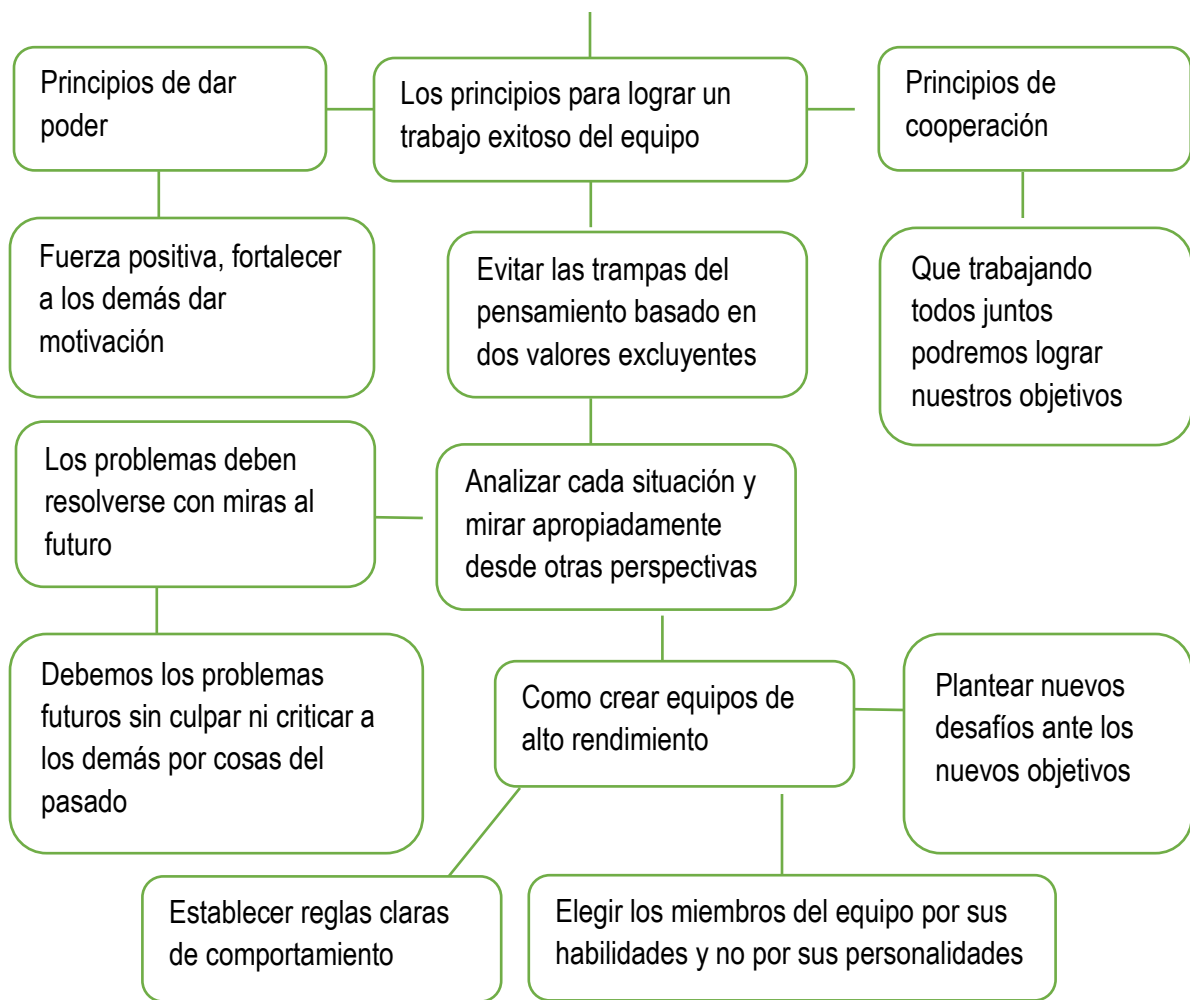 Principios de dar
poder
Los principios para lograr un
trabajo exitoso del equipo
Principios de
cooperación
Fuerza positiva, fortalecer
a los demás dar
motivación
Evitar las trampas del
pensamiento basado en
dos valores excluyentes
Que trabajando
todos juntos
podremos lograr
nuestros objetivos
Los problemas deben
resolverse con miras al
futuro
Analizar cada situación y
mirar apropiadamente
desde otras perspectivas
Debemos los problemas
futuros sin culpar ni criticar a
los demás por cosas del
pasado
Como crear equipos de
alto rendimiento
Plantear nuevos
desafíos ante los
nuevos objetivos
Establecer reglas claras
de comportamiento
Elegir los miembros del equipo por sus
habilidades y no por sus personalidades